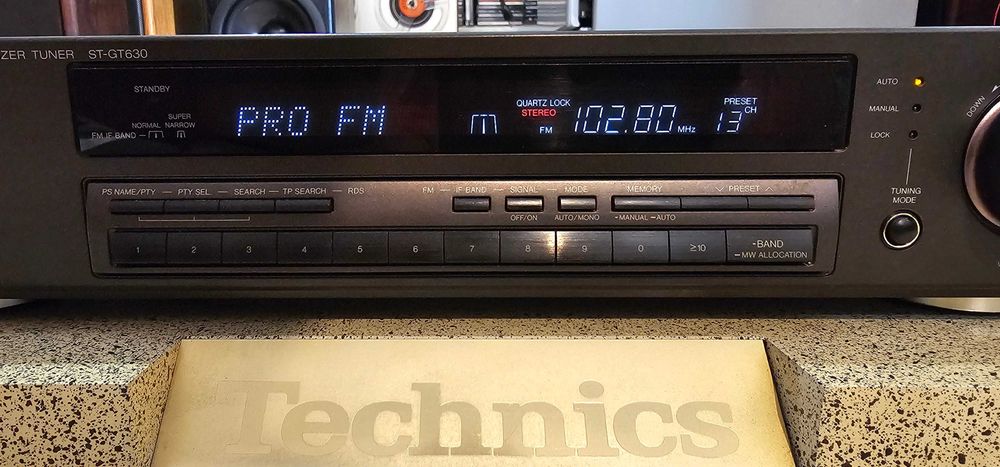 ZER TUNER ST-GT630
STANDBY
SUPER
NORMAL NARROW
FM IF BAND
PRO FM
QUARTZ LOCK
STEREO
FM 102.80 MHz
PRESET
CH
13
AUTO
MANUAL
LOCK
TUNING
MODE
DOWN
PS NAME/PTY — PTY SEL. — SEARCH — TP SEARCH — RDS
FM — IF BAND — SIGNAL — MODE
OFF/ON AUTO/MONO
MEMORY
-MANUAL —AUTO
PRESET
1 2 3 4 5 6 7 8 9 0 ≥10
-BAND
—MW ALLOCATION
Technics